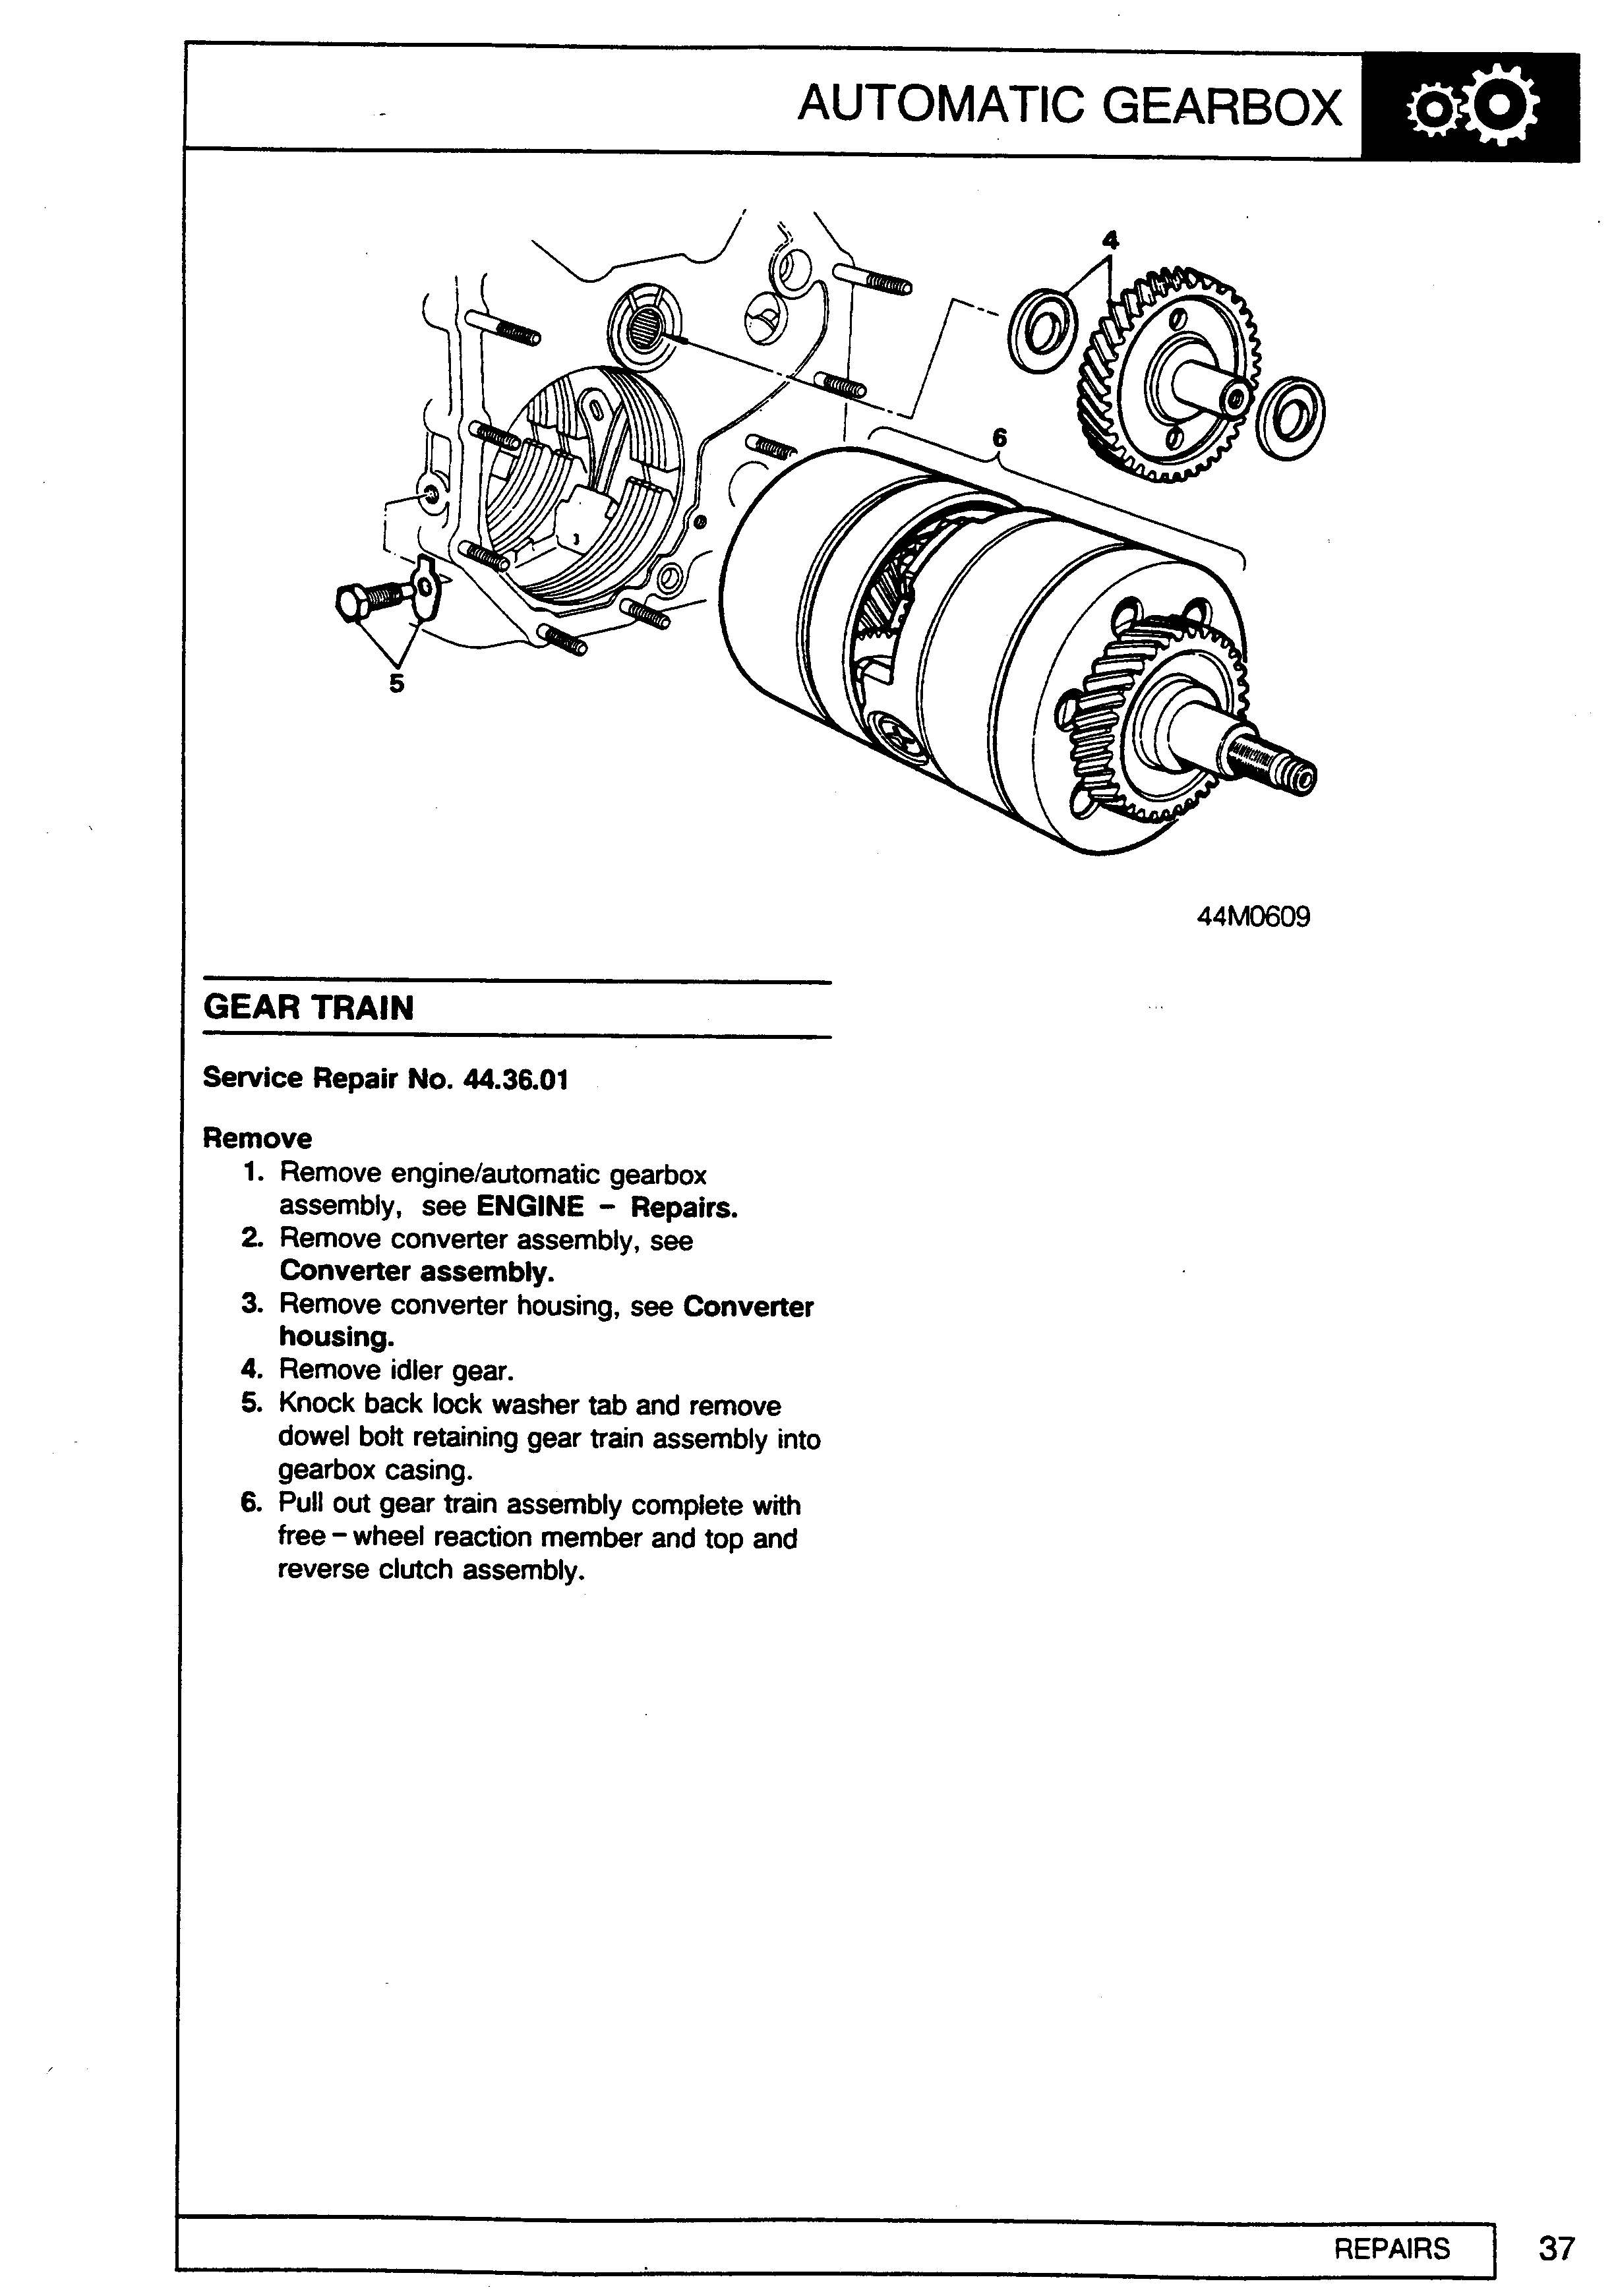 AUTOMATIC GEARBOX
4
6
5
44M0609
GEAR TRAIN
Service Repair No. 44.36.01
Remove
1. Remove engine/automatic gearbox
assembly, see ENGINE - Repairs.
2. Remove converter assembly, see
Converter assembly.
3. Remove converter housing, see Converter
housing.
4. Remove idler gear.
5. Knock back lock washer tab and remove
dowel bolt retaining gear train assembly into
gearbox casing.
6. Pull out gear train assembly complete with
free - wheel reaction member and top and
reverse clutch assembly.
REPAIRS
37